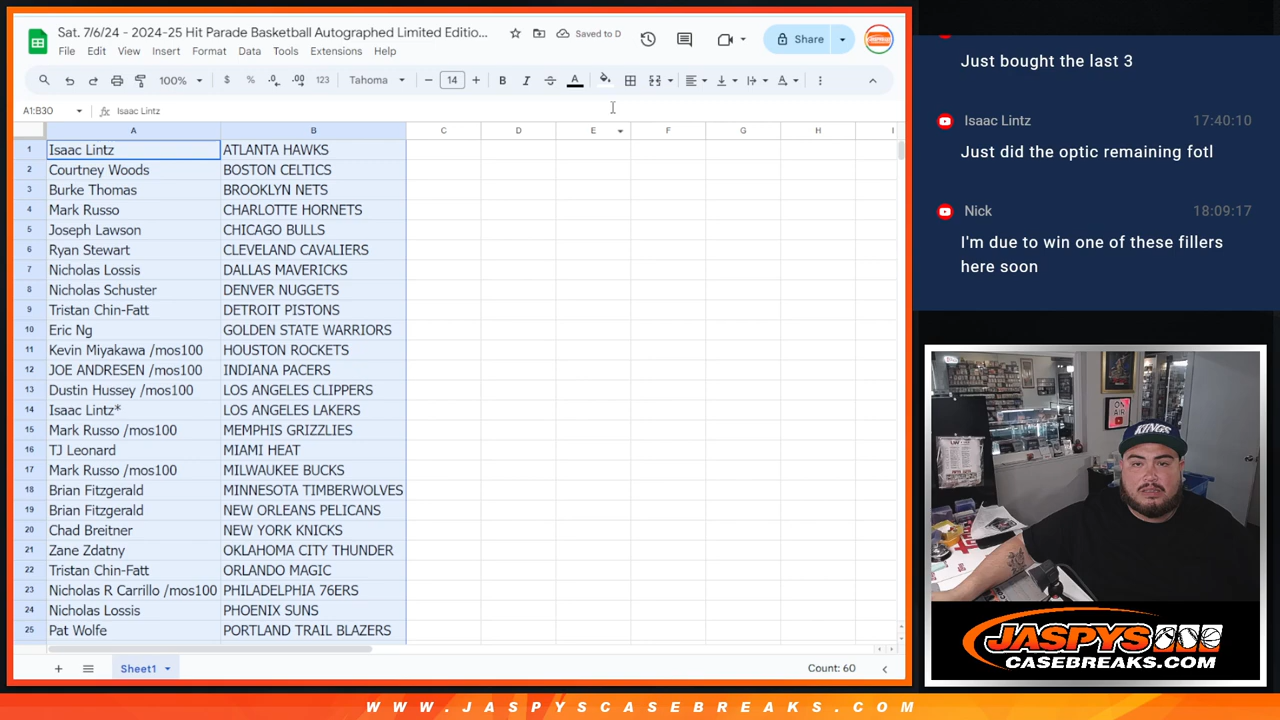 Sat. 7/6/24 - 2024-25 Hit Parade Basketball Autographed Limited Editio...
Saved to D
Share
File Edit View Insert Format Data Tools Extensions Help
100% $ % .0 .00 123 Tahoma 14 B I A
A1:B30 fx Isaac Lintz
A B C D E F G H I
1 Isaac Lintz ATLANTA HAWKS
2 Courtney Woods BOSTON CELTICS
3 Burke Thomas BROOKLYN NETS
4 Mark Russo CHARLOTTE HORNETS
5 Joseph Lawson CHICAGO BULLS
6 Ryan Stewart CLEVELAND CAVALIERS
7 Nicholas Lossis DALLAS MAVERICKS
8 Nicholas Schuster DENVER NUGGETS
9 Tristan Chin-Fatt DETROIT PISTONS
10 Eric Ng GOLDEN STATE WARRIORS
11 Kevin Miyakawa /mos100 HOUSTON ROCKETS
12 JOE ANDRESEN /mos100 INDIANA PACERS
13 Dustin Hussey /mos100 LOS ANGELES CLIPPERS
14 Isaac Lintz* LOS ANGELES LAKERS
15 Mark Russo /mos100 MEMPHIS GRIZZLIES
16 TJ Leonard MIAMI HEAT
17 Mark Russo /mos100 MILWAUKEE BUCKS
18 Brian Fitzgerald MINNESOTA TIMBERWOLVES
19 Brian Fitzgerald NEW ORLEANS PELICANS
20 Chad Breitner NEW YORK KNICKS
21 Zane Zdatny OKLAHOMA CITY THUNDER
22 Tristan Chin-Fatt ORLANDO MAGIC
23 Nicholas R Carrillo /mos100 PHILADELPHIA 76ERS
24 Nicholas Lossis PHOENIX SUNS
25 Pat Wolfe PORTLAND TRAIL BLAZERS
Sheet1
Count: 60
Just bought the last 3
Isaac Lintz 17:40:10
Just did the optic remaining fotl
Nick 18:09:17
I'm due to win one of these fillers
here soon
ON
AIR
KINGS
JASPYS
CASEBREAKS.COM
WWW.JASPYSCASEBREAKS.COM